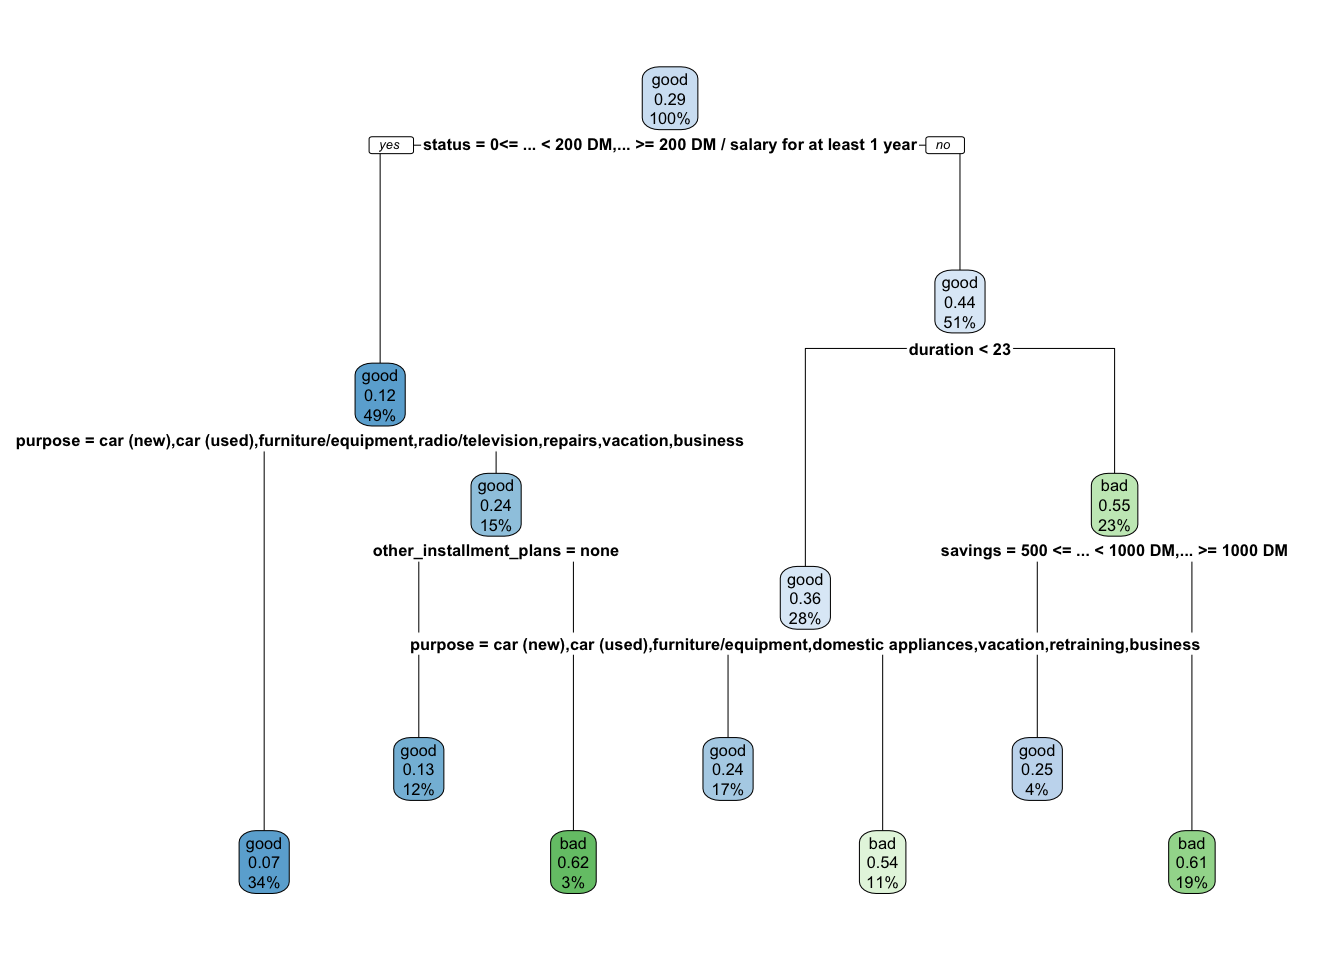 good
0.29
100%
yes
status = 0<= ... < 200 DM,... >= 200 DM / salary for at least 1 year
no
good
0.44
51%
duration < 23
good
0.12
49%
purpose = car (new),car (used),furniture/equipment,radio/television,repairs,vacation,business
good
0.24
15%
bad
0.55
23%
other_installment_plans = none
savings = 500 <= ... < 1000 DM,... >= 1000 DM
good
0.36
28%
purpose = car (new),car (used),furniture/equipment,domestic appliances,vacation,retraining,business
good
0.13
12%
good
0.24
17%
good
0.25
4%
good
0.07
34%
bad
0.62
3%
bad
0.54
11%
bad
0.61
19%